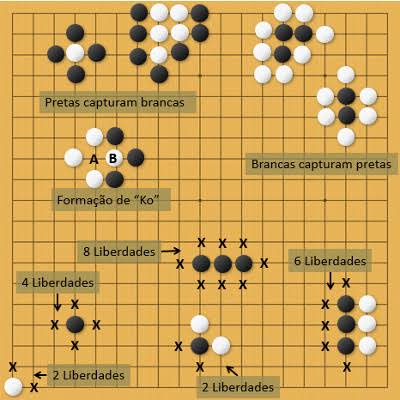 Pretas capturam brancas
Brancas capturam pretas
A B
Formação de “Ko”
8 Liberdades
X X X
X X
X X X
6 Liberdades
X
X
X
X
X
4 Liberdades
X
X X
X
X
X
2 Liberdades
X
X
2 Liberdades